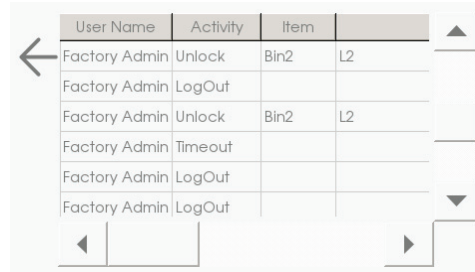 User Name Activity Item
Factory Admin Unlock Bin2 L2
Factory Admin LogOut
Factory Admin Unlock Bin2 L2
Factory Admin Timeout
Factory Admin LogOut
Factory Admin LogOut